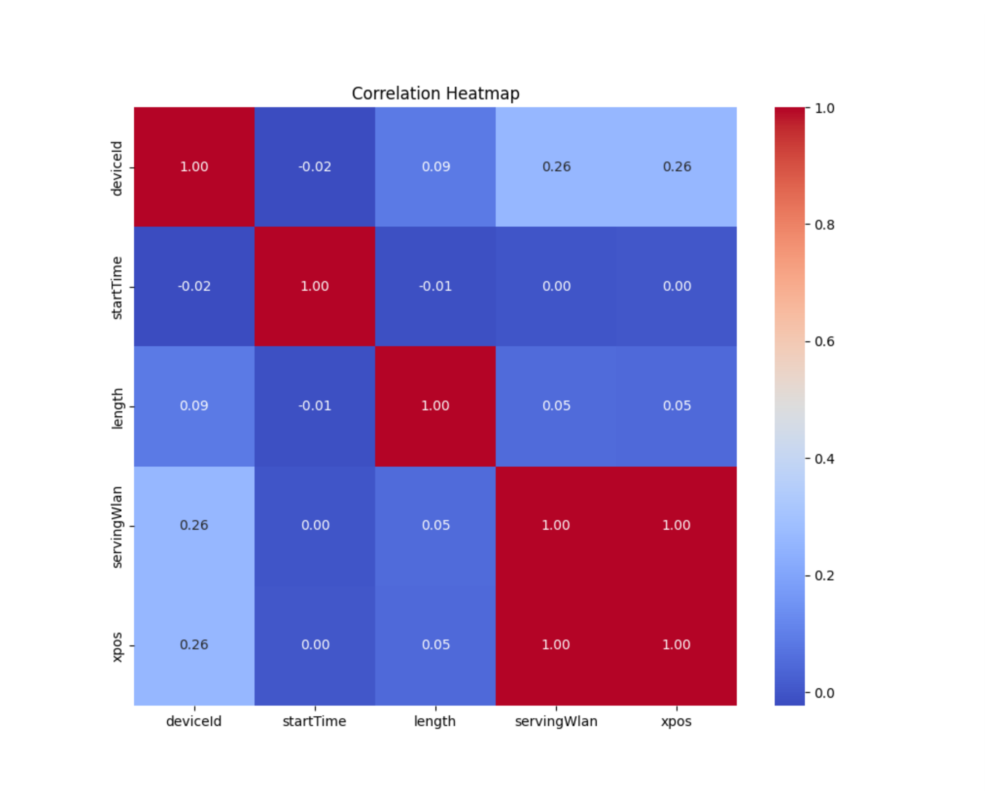 Correlation Heatmap
deviceId 1.00 -0.02 0.09 0.26 0.26
startTime -0.02 1.00 -0.01 0.00 0.00
length 0.09 -0.01 1.00 0.05 0.05
servingWlan 0.26 0.00 0.05 1.00 1.00
xpos 0.26 0.00 0.05 1.00 1.00
deviceId startTime length servingWlan xpos
1.0
0.8
0.6
0.4
0.2
0.0